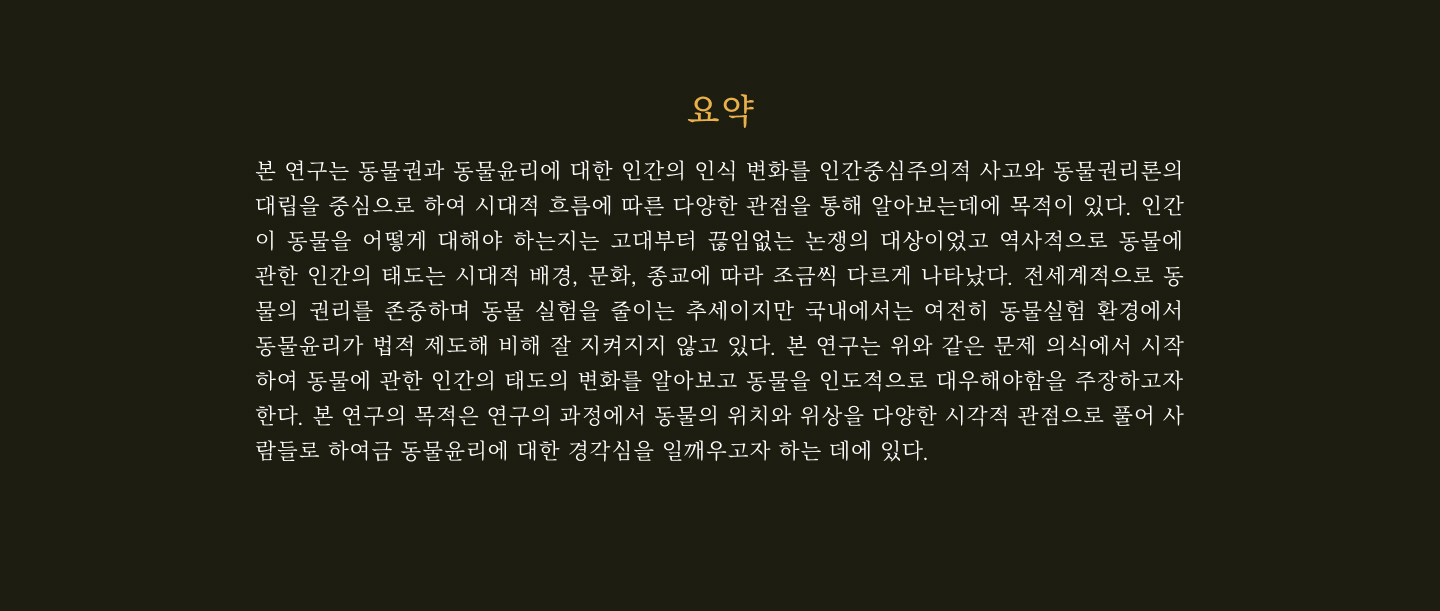 요약
본 연구는 동물권과 동물윤리에 대한 인간의 인식 변화를 인간중심주의적 사고와 동물권리론의
대립을 중심으로 하여 시대적 흐름에 따른 다양한 관점을 통해 알아보는데에 목적이 있다. 인간
이 동물을 어떻게 대해야 하는지는 고대부터 끊임없는 논쟁의 대상이었고 역사적으로 동물에
관한 인간의 태도는 시대적 배경, 문화, 종교에 따라 조금씩 다르게 나타났다. 전세계적으로 동
물의 권리를 존중하며 동물 실험을 줄이는 추세이지만 국내에서는 여전히 동물실험 환경에서
동물윤리가 법적 제도해 비해 잘 지켜지지 않고 있다. 본 연구는 위와 같은 문제 의식에서 시작
하여 동물에 관한 인간의 태도의 변화를 알아보고 동물을 인도적으로 대우해야함을 주장하고자
한다. 본 연구의 목적은 연구의 과정에서 동물의 위치와 위상을 다양한 시각적 관점으로 풀어 사
람들로 하여금 동물윤리에 대한 경각심을 일깨우고자 하는 데에 있다.